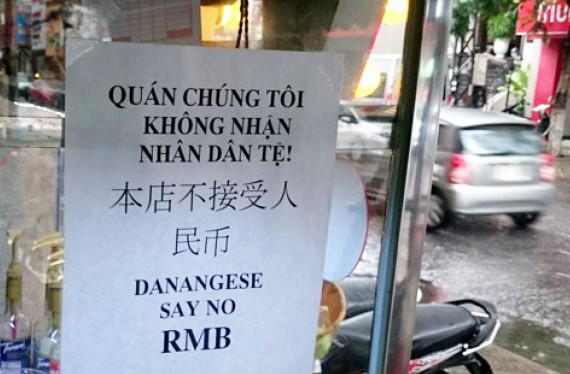 QUÁN CHÚNG TÔI
KHÔNG NHẬN
NHÂN DÂN TỆ!
本店不接受人
民币
DANANGESE
SAY NO
RMB